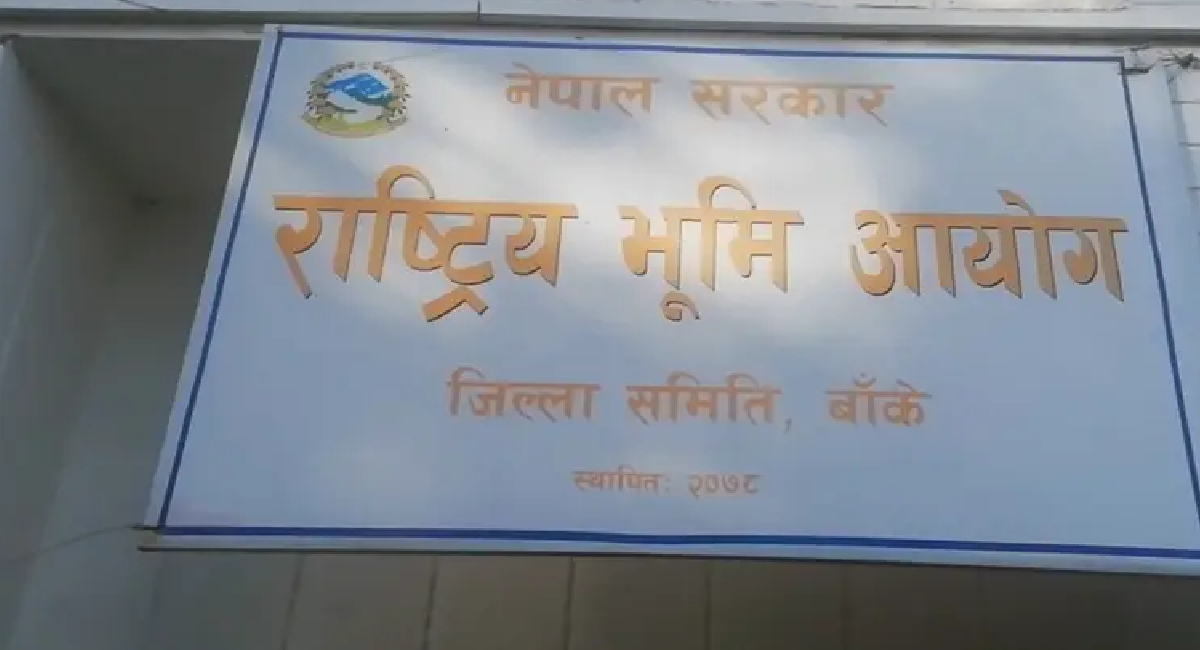 नेपाल सरकार
राष्ट्रिय भूमि आयोग
जिल्ला समिति, बाँके
स्थापित: २०७८